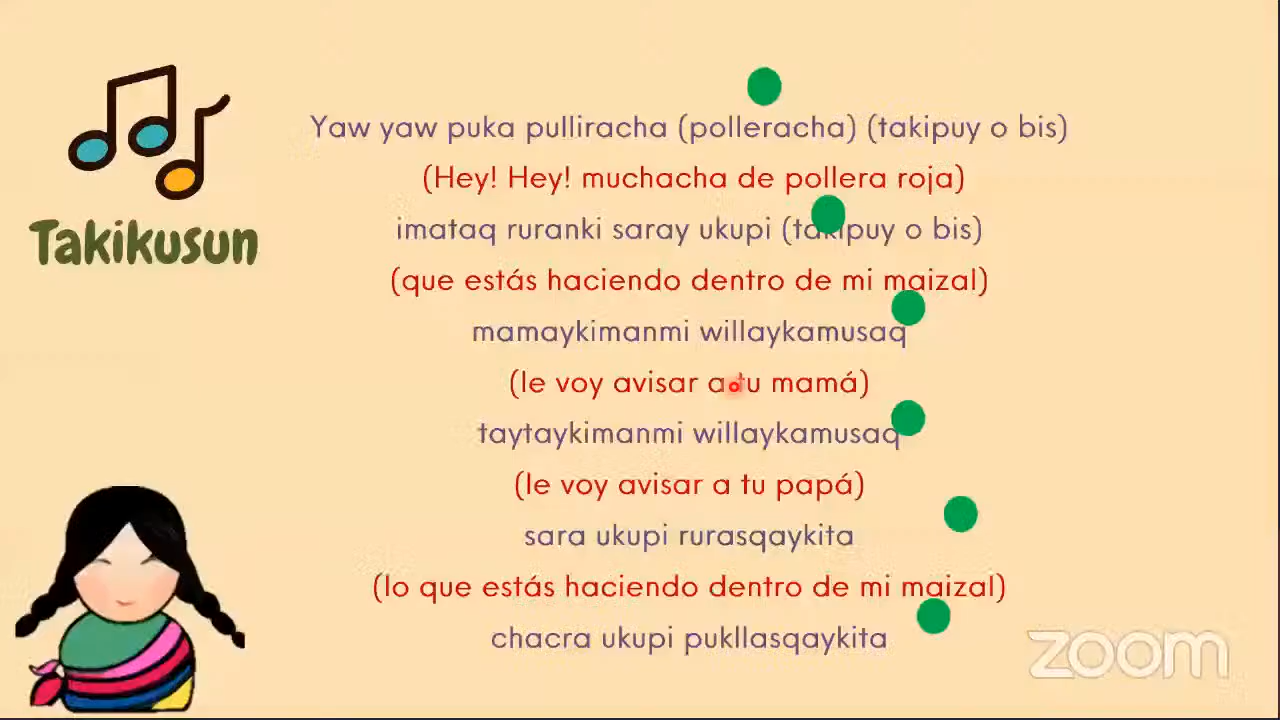 Takikusun
Yaw yaw puka pulliracha (polleracha) (takipuy o bis)
(Hey! Hey! muchacha de pollera roja)
imataq ruranki saray ukupi (takipuy o bis)
(que estás haciendo dentro de mi maizal)
mamaykimanmi willaykamusaq
(le voy avisar a tu mamá)
taytaykimanmi willaykamusaq
(le voy avisar a tu papá)
sara ukupi rurasqaykita
(lo que estás haciendo dentro de mi maizal)
chacra ukupi pukllasqaykita
zoom